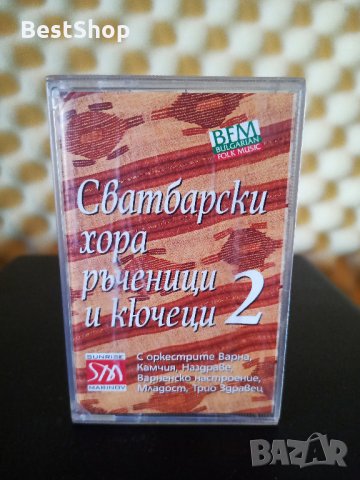 BestShop
BFM
BULGARIAN
FOLK MUSIC
Сватбарски
хора
ръченици
и кючеци 2
SUNRISE
SM
MARINOV
С оркестрите Варна,
Камчия, Наздраве,
Варненско настроение,
Младост, Трио Здравец
BAZAR